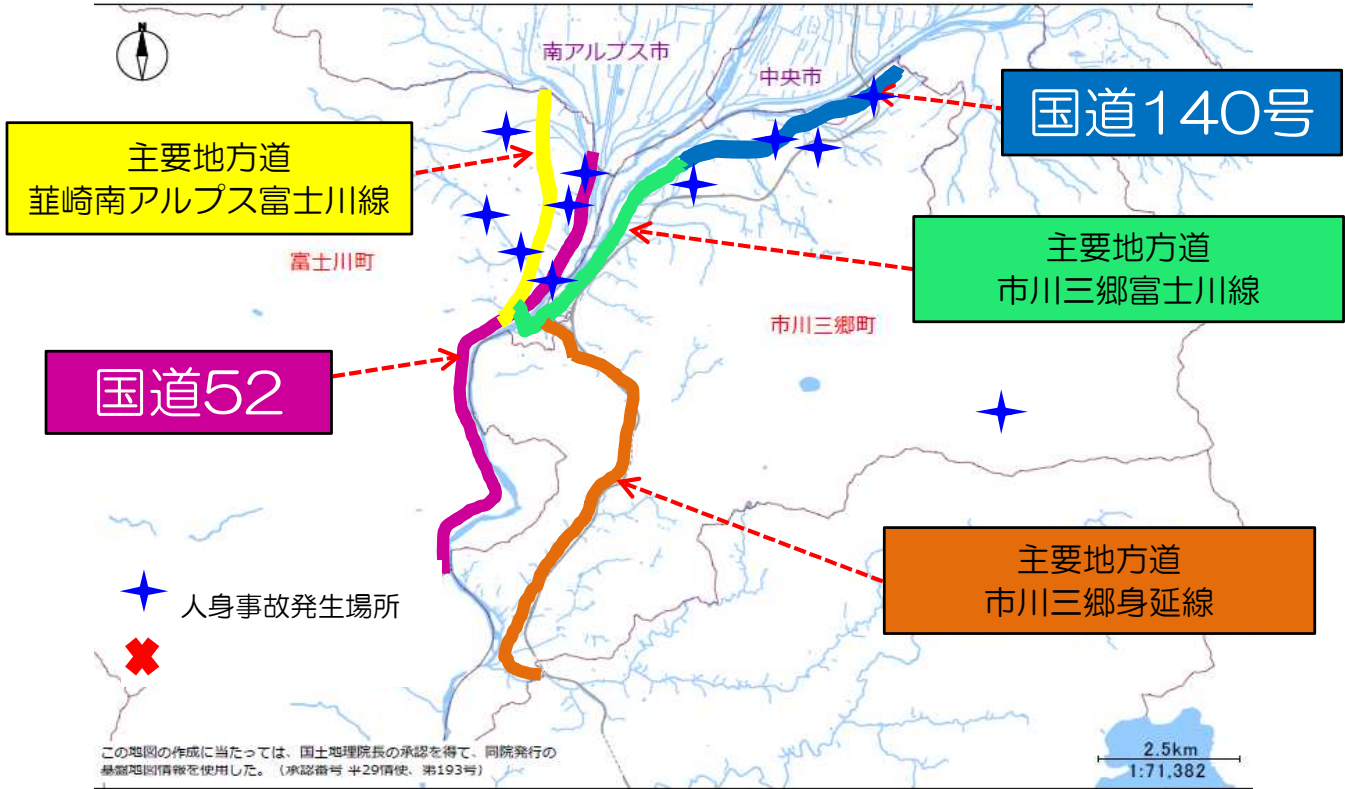 N
南アルプス市
中央市
国道140号
主要地方道
韮崎南アルプス富士川線
主要地方道
市川三郷富士川線
富士川町
市川三郷町
国道52
主要地方道
市川三郷身延線
人身事故発生場所
この地図の作成に当たっては、国土地理院長の承認を得て、同院発行の
基盤地図情報を使用した。（承認番号 平29情使、第193号）
2.5km
1:71,382